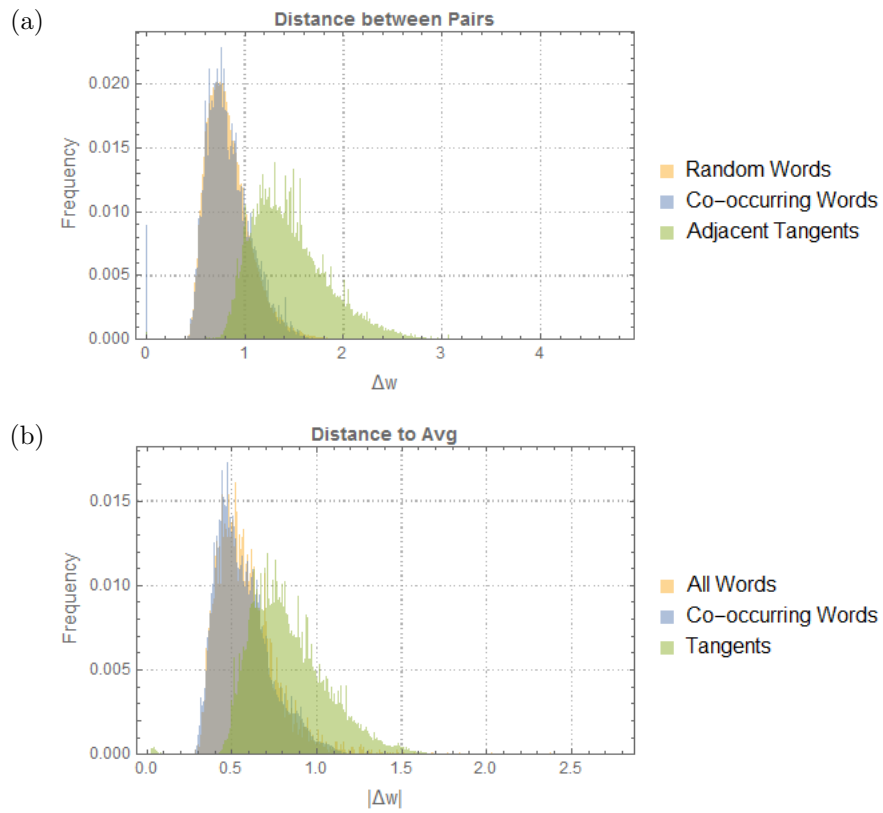 (a)
Distance between Pairs
Frequency
0.020
0.015
0.010
0.005
0.000
0 1 2 3 4
Δw
Random Words
Co-occurring Words
Adjacent Tangents
(b)
Distance to Avg
Frequency
0.015
0.010
0.005
0.000
0.0 0.5 1.0 1.5 2.0 2.5
|Δw|
All Words
Co-occurring Words
Tangents